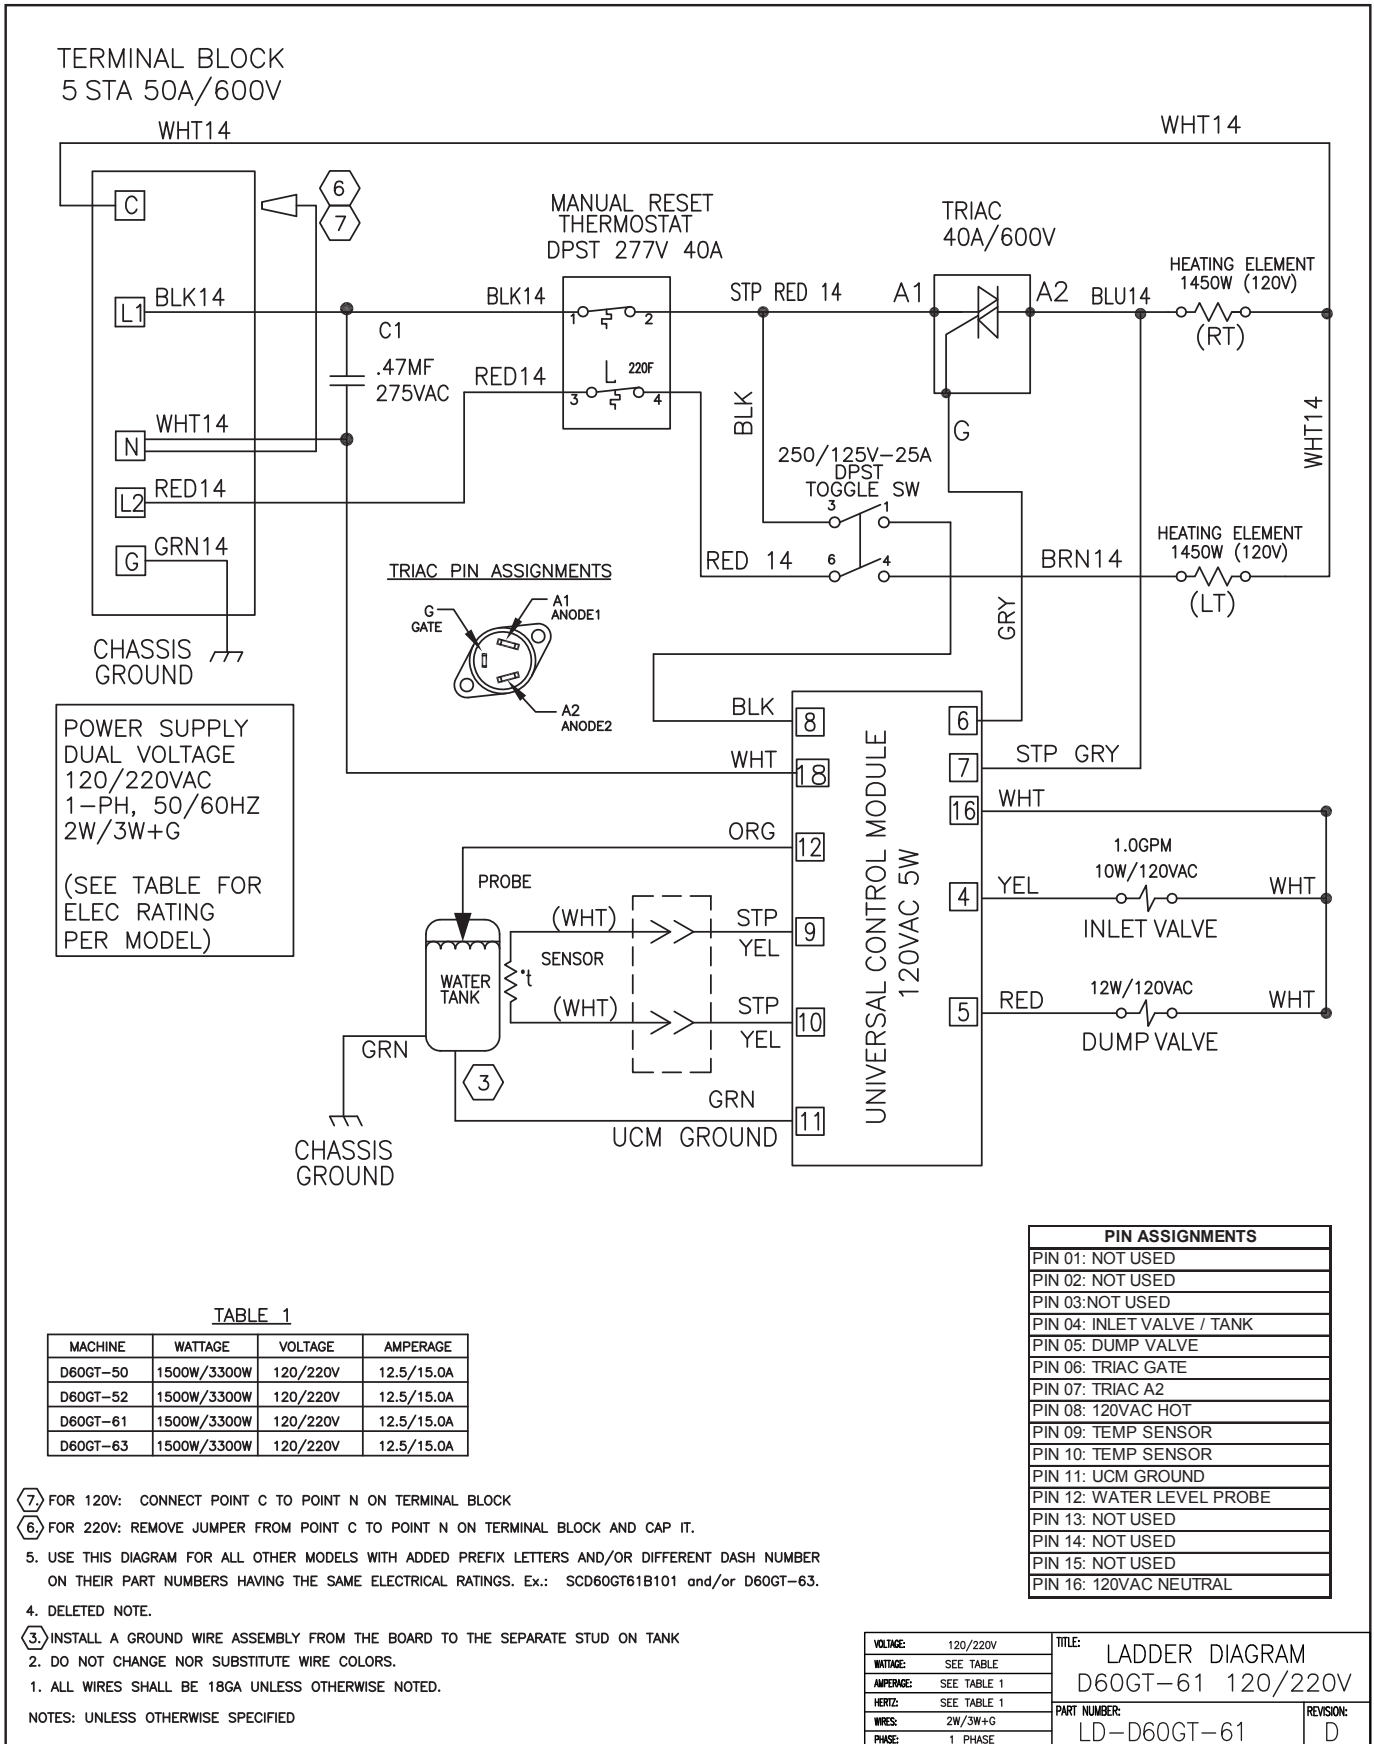 TERMINAL BLOCK
5 STA 50A/600V
WHT14
WHT14
C
6
7
MANUAL RESET
THERMOSTAT
DPST 277V 40A
TRIAC
40A/600V
HEATING ELEMENT
1450W (120V)
L1
BLK14
BLK14
1
2
STP RED 14
A1
A2
BLU14
(RT)
C1
.47MF
275VAC
RED14
L 220F
3
4
BLK
G
WHT14
N
WHT14
250/125V-25A
DPST
TOGGLE SW
L2
RED14
3
1
RED 14
6
4
BRN14
HEATING ELEMENT
1450W (120V)
(LT)
G
GRN14
CHASSIS
GROUND
TRIAC PIN ASSIGNMENTS
G
GATE
A1
ANODE1
A2
ANODE2
GRY
POWER SUPPLY
DUAL VOLTAGE
120/220VAC
1-PH, 50/60HZ
2W/3W+G
(SEE TABLE FOR
ELEC RATING
PER MODEL)
BLK
8
6
WHT
18
7
STP GRY
16
WHT
ORG
12
UNIVERSAL CONTROL MODULE
120VAC 5W
PROBE
1.0GPM
10W/120VAC
4
YEL
WHT
INLET VALVE
(WHT)
STP
YEL
9
SENSOR
WATER
TANK
°t
(WHT)
STP
YEL
10
12W/120VAC
5
RED
WHT
DUMP VALVE
GRN
3
GRN
11
UCM GROUND
CHASSIS
GROUND
PIN ASSIGNMENTS
PIN 01: NOT USED
PIN 02: NOT USED
PIN 03:NOT USED
PIN 04: INLET VALVE / TANK
PIN 05: DUMP VALVE
PIN 06: TRIAC GATE
PIN 07: TRIAC A2
PIN 08: 120VAC HOT
PIN 09: TEMP SENSOR
PIN 10: TEMP SENSOR
PIN 11: UCM GROUND
PIN 12: WATER LEVEL PROBE
PIN 13: NOT USED
PIN 14: NOT USED
PIN 15: NOT USED
PIN 16: 120VAC NEUTRAL
TABLE 1
MACHINE WATTAGE VOLTAGE AMPERAGE
D60GT-50 1500W/3300W 120/220V 12.5/15.0A
D60GT-52 1500W/3300W 120/220V 12.5/15.0A
D60GT-61 1500W/3300W 120/220V 12.5/15.0A
D60GT-63 1500W/3300W 120/220V 12.5/15.0A
7. FOR 120V: CONNECT POINT C TO POINT N ON TERMINAL BLOCK
6. FOR 220V: REMOVE JUMPER FROM POINT C TO POINT N ON TERMINAL BLOCK AND CAP IT.
5. USE THIS DIAGRAM FOR ALL OTHER MODELS WITH ADDED PREFIX LETTERS AND/OR DIFFERENT DASH NUMBER
ON THEIR PART NUMBERS HAVING THE SAME ELECTRICAL RATINGS. Ex.: SCD60GT61B101 and/or D60GT-63.
4. DELETED NOTE.
3. INSTALL A GROUND WIRE ASSEMBLY FROM THE BOARD TO THE SEPARATE STUD ON TANK
2. DO NOT CHANGE NOR SUBSTITUTE WIRE COLORS.
1. ALL WIRES SHALL BE 18GA UNLESS OTHERWISE NOTED.
NOTES: UNLESS OTHERWISE SPECIFIED
VOLTAGE: 120/220V
WATTAGE: SEE TABLE
AMPERAGE: SEE TABLE 1
HERTZ: SEE TABLE 1
WIRES: 2W/3W+G
PHASE: 1 PHASE
TITLE:
LADDER DIAGRAM
D60GT-61 120/220V
PART NUMBER:
LD-D60GT-61
REVISION:
D